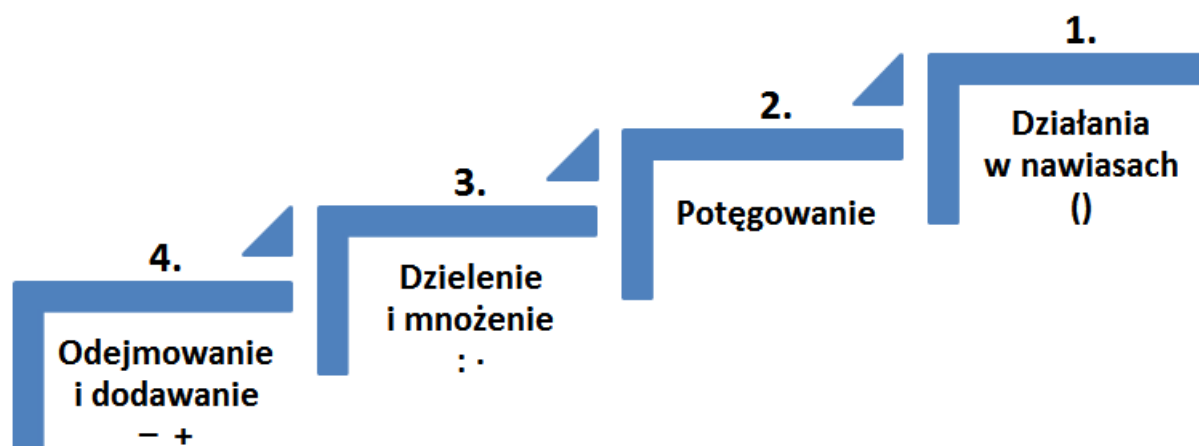 1.
Działania
w nawiasach
()
2.
Potęgowanie
3.
Dzielenie
i mnożenie
: ·
4.
Odejmowanie
i dodawanie
– +